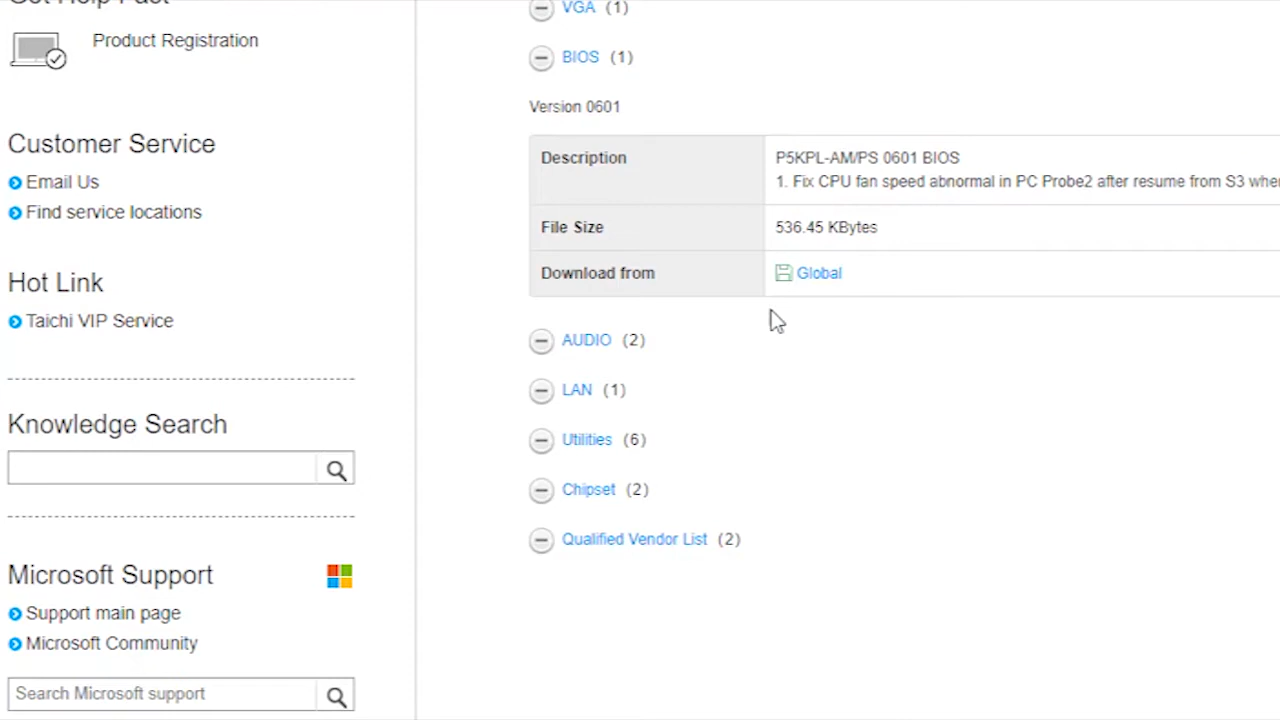 Get Help Fast
Product Registration
Customer Service
Email Us
Find service locations
Hot Link
Taichi VIP Service
Knowledge Search
Microsoft Support
Support main page
Microsoft Community
Search Microsoft support
VGA (1)
BIOS (1)
Version 0601
Description
P5KPL-AM/PS 0601 BIOS
1. Fix CPU fan speed abnormal in PC Probe2 after resume from S3 whe
File Size
536.45 KBytes
Download from
Global
AUDIO (2)
LAN (1)
Utilities (6)
Chipset (2)
Qualified Vendor List (2)